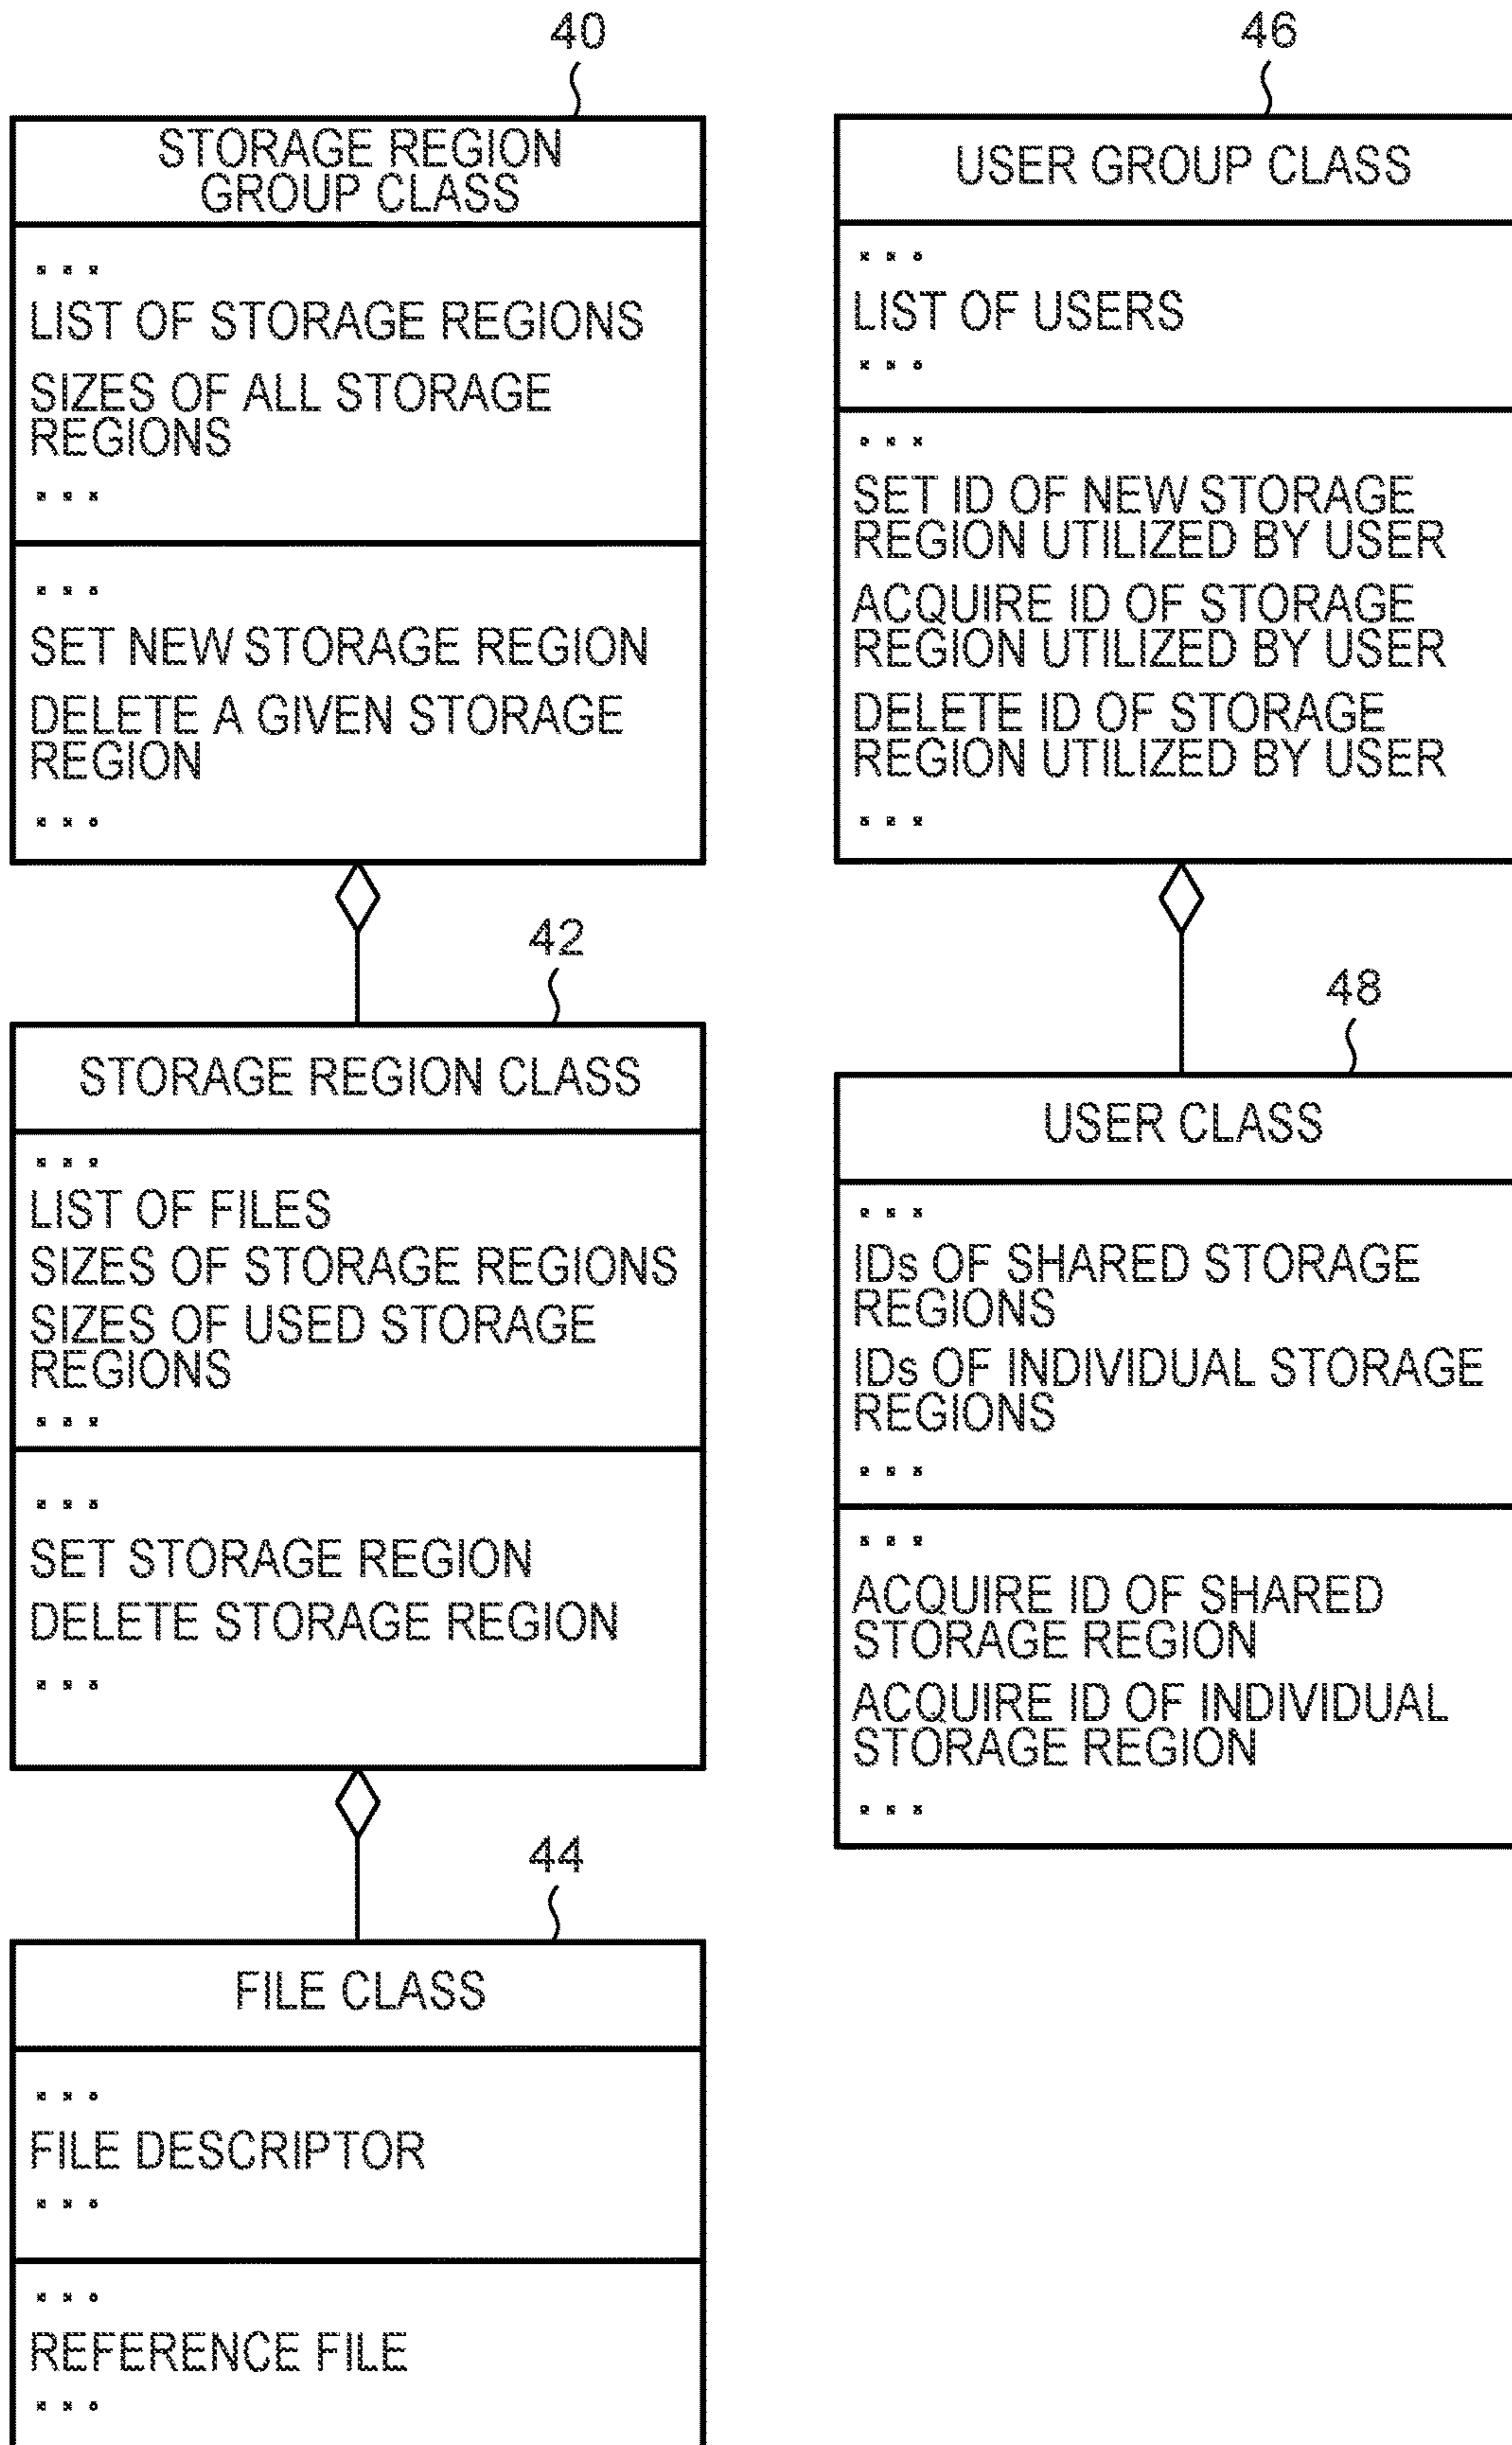 40
STORAGE REGION
GROUP CLASS
...
LIST OF STORAGE REGIONS
SIZES OF ALL STORAGE
REGIONS
...
...
SET NEW STORAGE REGION
DELETE A GIVEN STORAGE
REGION
...
42
STORAGE REGION CLASS
...
LIST OF FILES
SIZES OF STORAGE REGIONS
SIZES OF USED STORAGE
REGIONS
...
...
SET STORAGE REGION
DELETE STORAGE REGION
...
44
FILE CLASS
...
FILE DESCRIPTOR
...
...
REFERENCE FILE
...
46
USER GROUP CLASS
...
LIST OF USERS
...
...
SET ID OF NEW STORAGE
REGION UTILIZED BY USER
ACQUIRE ID OF STORAGE
REGION UTILIZED BY USER
DELETE ID OF STORAGE
REGION UTILIZED BY USER
...
48
USER CLASS
...
IDs OF SHARED STORAGE
REGIONS
IDs OF INDIVIDUAL STORAGE
REGIONS
...
...
ACQUIRE ID OF SHARED
STORAGE REGION
ACQUIRE ID OF INDIVIDUAL
STORAGE REGION
...